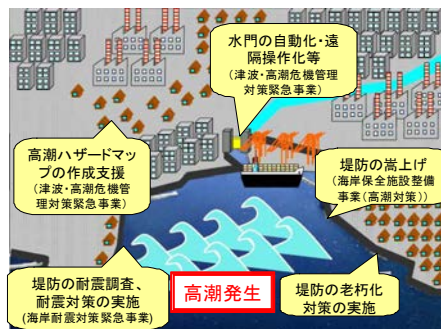 水門の自動化・遠
隔操作化等
(津波・高潮危機管理
対策緊急事業)
高潮ハザードマッ
プの作成支援
(津波・高潮危機管
理対策緊急事業)
堤防の嵩上げ
(海岸保全施設整備
事業(高潮対策))
堤防の耐震調査、
耐震対策の実施
(海岸耐震対策緊急事業)
高潮発生
堤防の老朽化
対策の実施